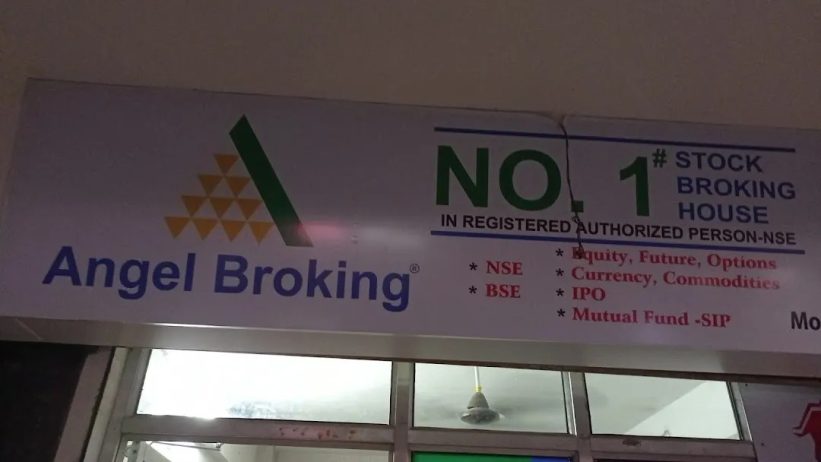 Angel Broking®
NO. 1# STOCK
BROKING
HOUSE
IN REGISTERED AUTHORIZED PERSON-NSE
* NSE
* BSE
* Equity, Future, Options
* Currency, Commodities
* IPO
* Mutual Fund -SIP
Mo